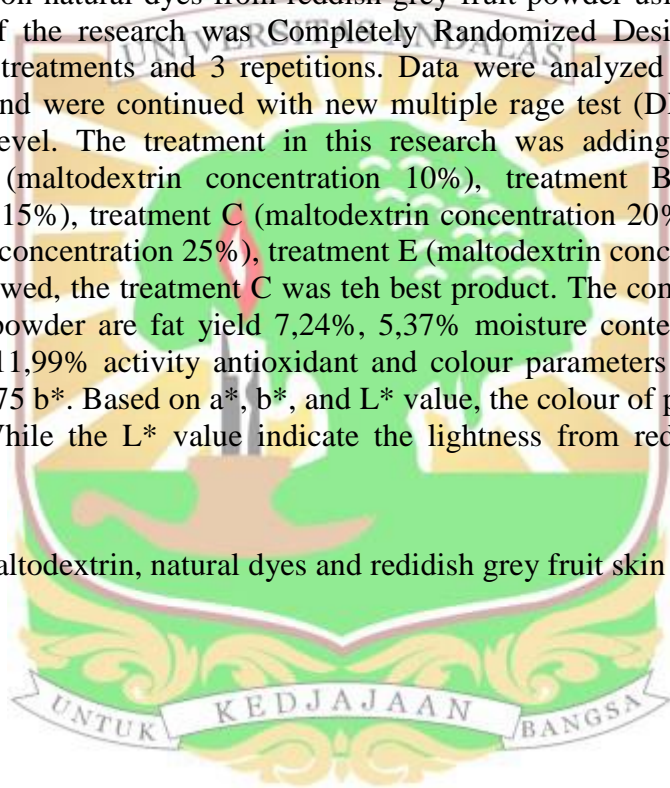 on natural dyes from reddish grey fruit powder usi
f the research was Completely Randomized Desi
UNIVERSITAS ANDALAS
treatments and 3 repetitions. Data were analyzed
nd were continued with new multiple rage test (D
evel. The treatment in this research was adding
(maltodextrin concentration 10%), treatment B
15%), treatment C (maltodextrin concentration 20%
concentration 25%), treatment E (maltodextrin conc
wed, the treatment C was teh best product. The con
powder are fat yield 7,24%, 5,37% moisture conte
11,99% activity antioxidant and colour parameters
75 b*. Based on a*, b*, and L* value, the colour of p
While the L* value indicate the lightness from red
altodextrin, natural dyes and redidish grey fruit skin
UNTUK KEDJAJAAN BANGSA